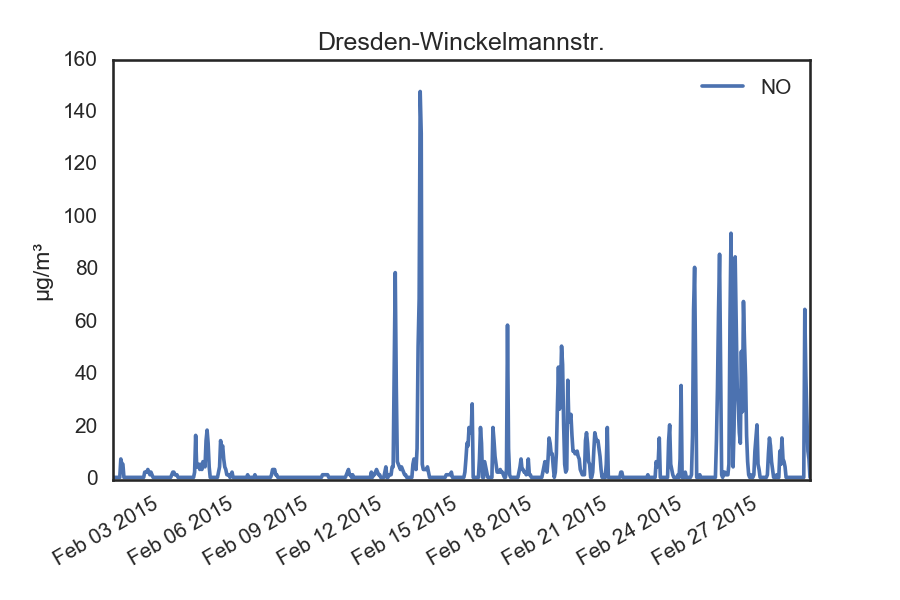 Dresden-Winckelmannstr.
160
140
120
100
80
60
40
20
0
µg/m³
NO
Feb 03 2015
Feb 06 2015
Feb 09 2015
Feb 12 2015
Feb 15 2015
Feb 18 2015
Feb 21 2015
Feb 24 2015
Feb 27 2015